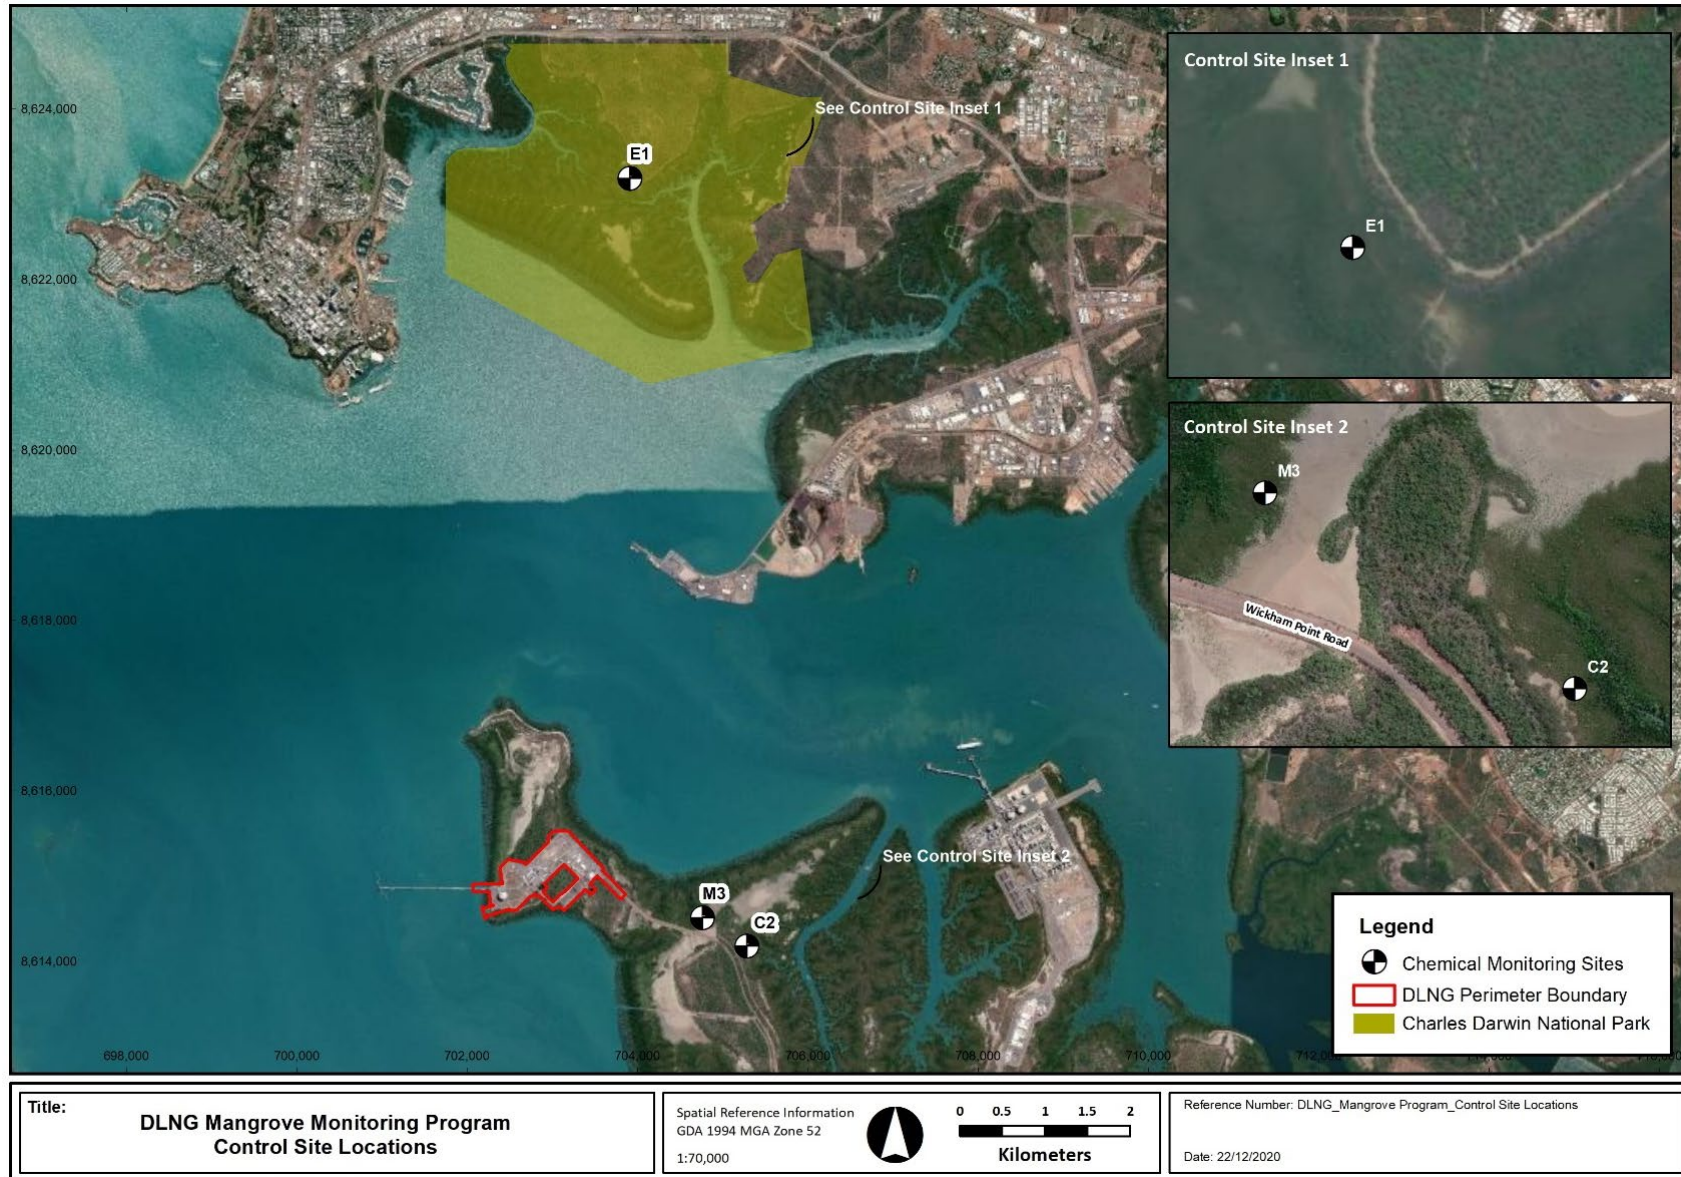 8,624,000
8,622,000
8,620,000
8,618,000
8,616,000
8,614,000
698,000
700,000
702,000
704,000
706,000
708,000
710,000
E1
See Control Site Inset 1
M3
C2
See Control Site Inset 2
Control Site Inset 1
E1
Control Site Inset 2
M3
Wickham Point Road
C2
Legend
Chemical Monitoring Sites
DLNG Perimeter Boundary
Charles Darwin National Park
Title:
DLNG Mangrove Monitoring Program
Control Site Locations
Spatial Reference Information
GDA 1994 MGA Zone 52
1:70,000
0 0.5 1 1.5 2
Kilometers
Reference Number: DLNG_Mangrove Program_Control Site Locations
Date: 22/12/2020